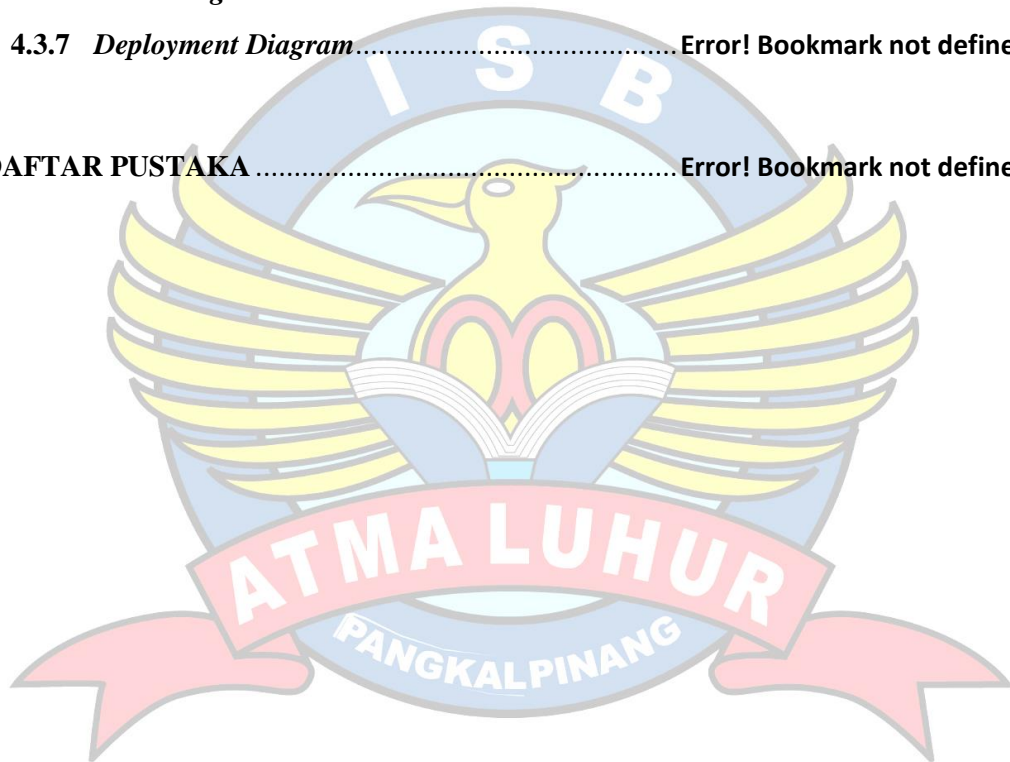 4.3.7 Deployment Diagram.........................................Error! Bookmark not define
DAFTAR PUSTAKA......................................................Error! Bookmark not define
I S B
ATMA LUHUR
PANGKALPINANG